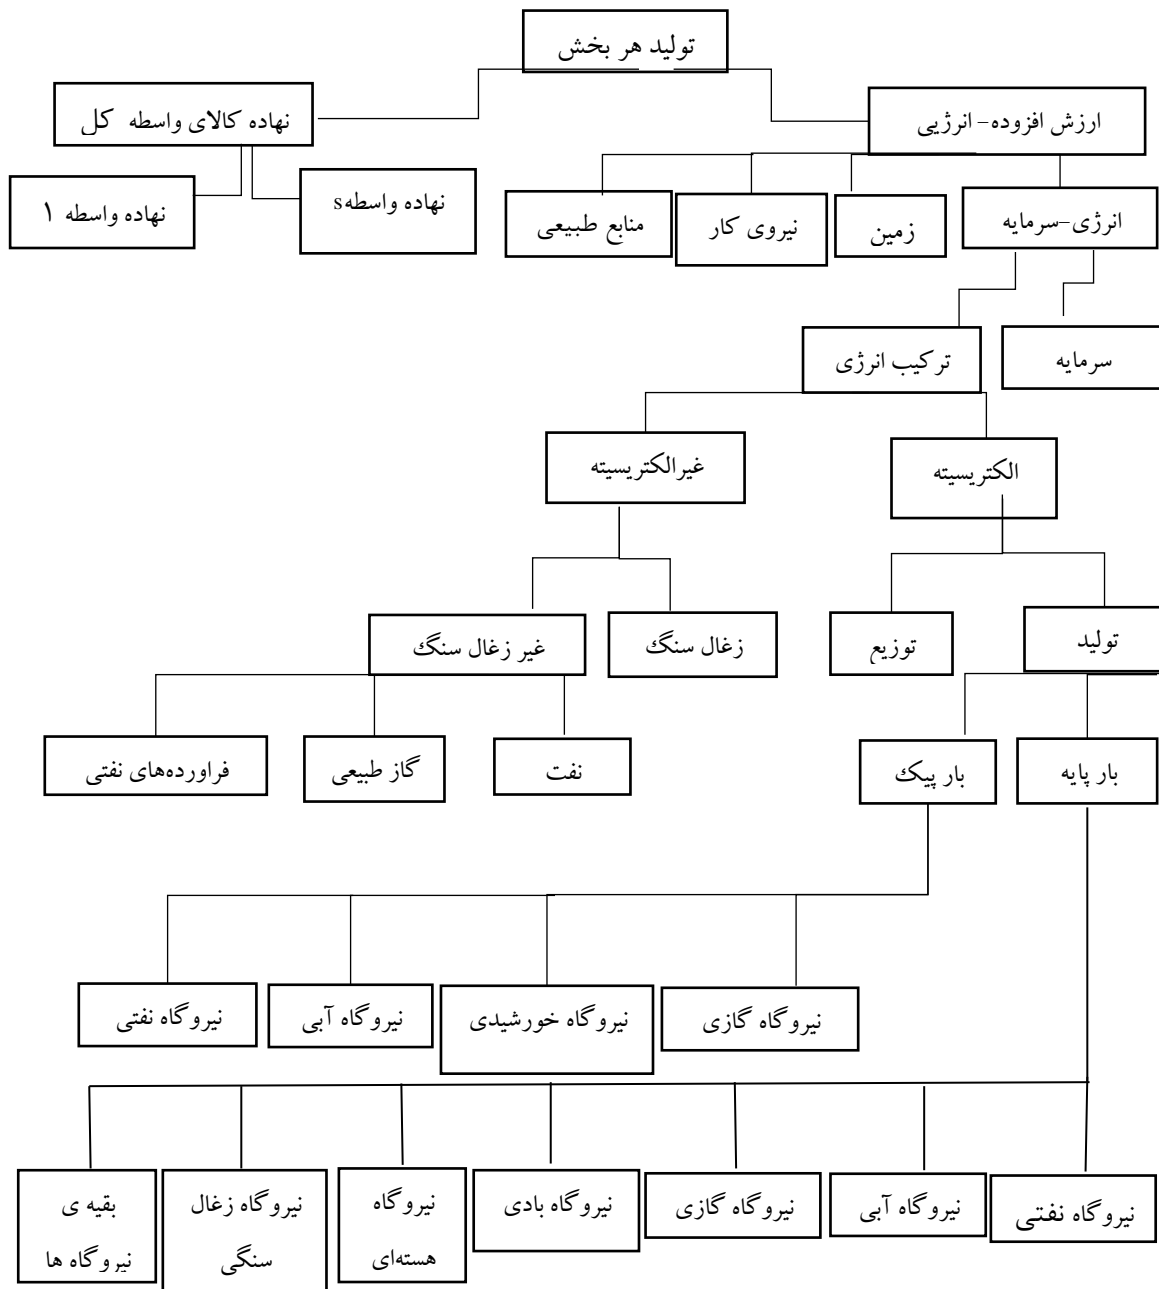 تولید هر بخش
ارزش افزوده- انرژیی
نهاده کالای واسطه کل
انرژی-سرمایه
زمین
نیروی کار
منابع طبیعی
نهاده واسطهs
نهاده واسطه ۱
سرمایه
ترکیب انرژی
الکتریسیته
غیرالکتریسیته
تولید
توزیع
زغال سنگ
غیر زغال سنگ
بار پایه
بار پیک
نفت
گاز طبیعی
فراورده‌های نفتی
نیروگاه گازی
نیروگاه خورشیدی
نیروگاه آبی
نیروگاه نفتی
نیروگاه نفتی
نیروگاه آبی
نیروگاه گازی
نیروگاه بادی
نیروگاه
هسته‌ای
نیروگاه زغال
سنگی
بقیه ی
نیروگاه ها